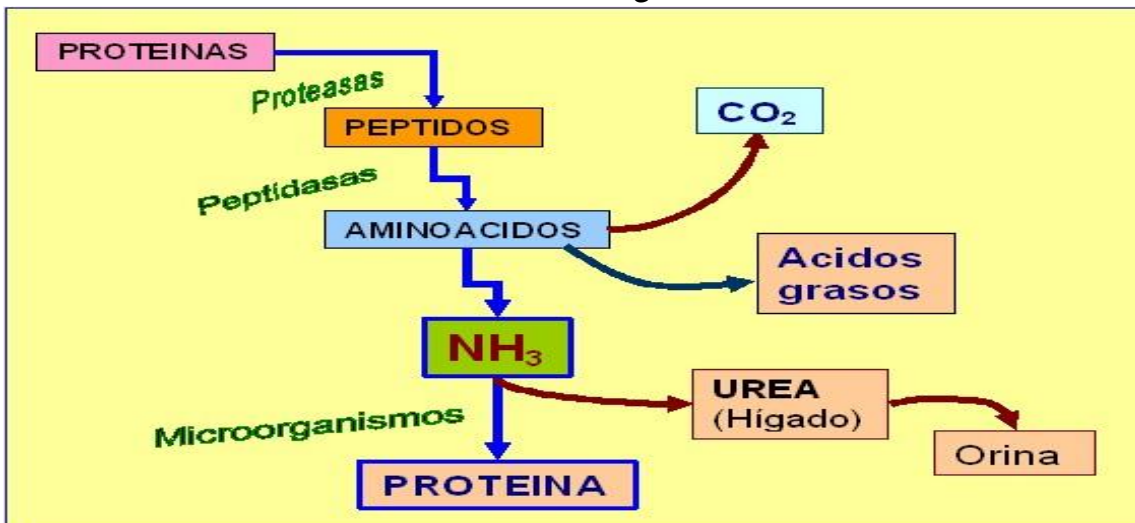 PROTEINAS
Proteasas
PEPTIDOS
CO₂
Peptidasas
AMINOACIDOS
Acidos
grasos
NH₃
UREA
(Hígado)
Microorganismos
Orina
PROTEINA